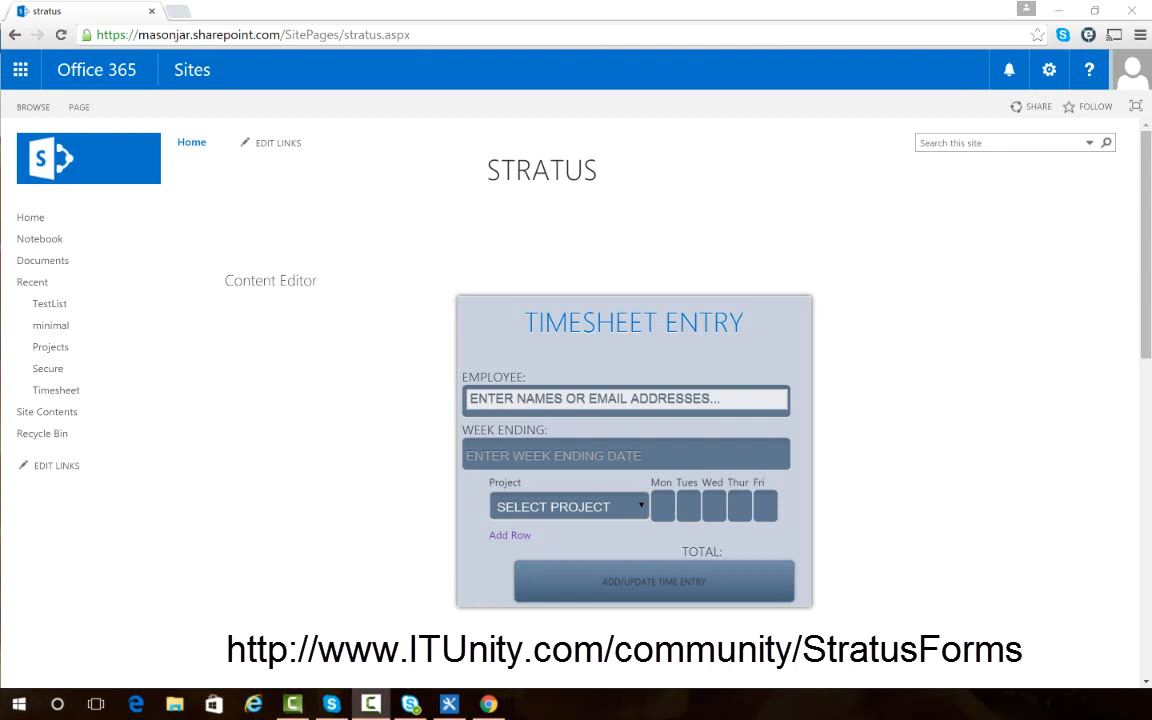 stratus
https://masonjar.sharepoint.com/SitePages/stratus.aspx
Office 365 Sites
BROWSE PAGE SHARE FOLLOW
Home EDIT LINKS Search this site
STRATUS
Home
Notebook
Documents
Recent
TestList
minimal
Projects
Secure
Timesheet
Site Contents
Recycle Bin
EDIT LINKS
Content Editor
TIMESHEET ENTRY
EMPLOYEE:
ENTER NAMES OR EMAIL ADDRESSES...
WEEK ENDING:
ENTER WEEK ENDING DATE
Project Mon Tues Wed Thur Fri
SELECT PROJECT
Add Row
TOTAL:
ADD/UPDATE TIME ENTRY
http://www.ITUnity.com/community/StratusForms